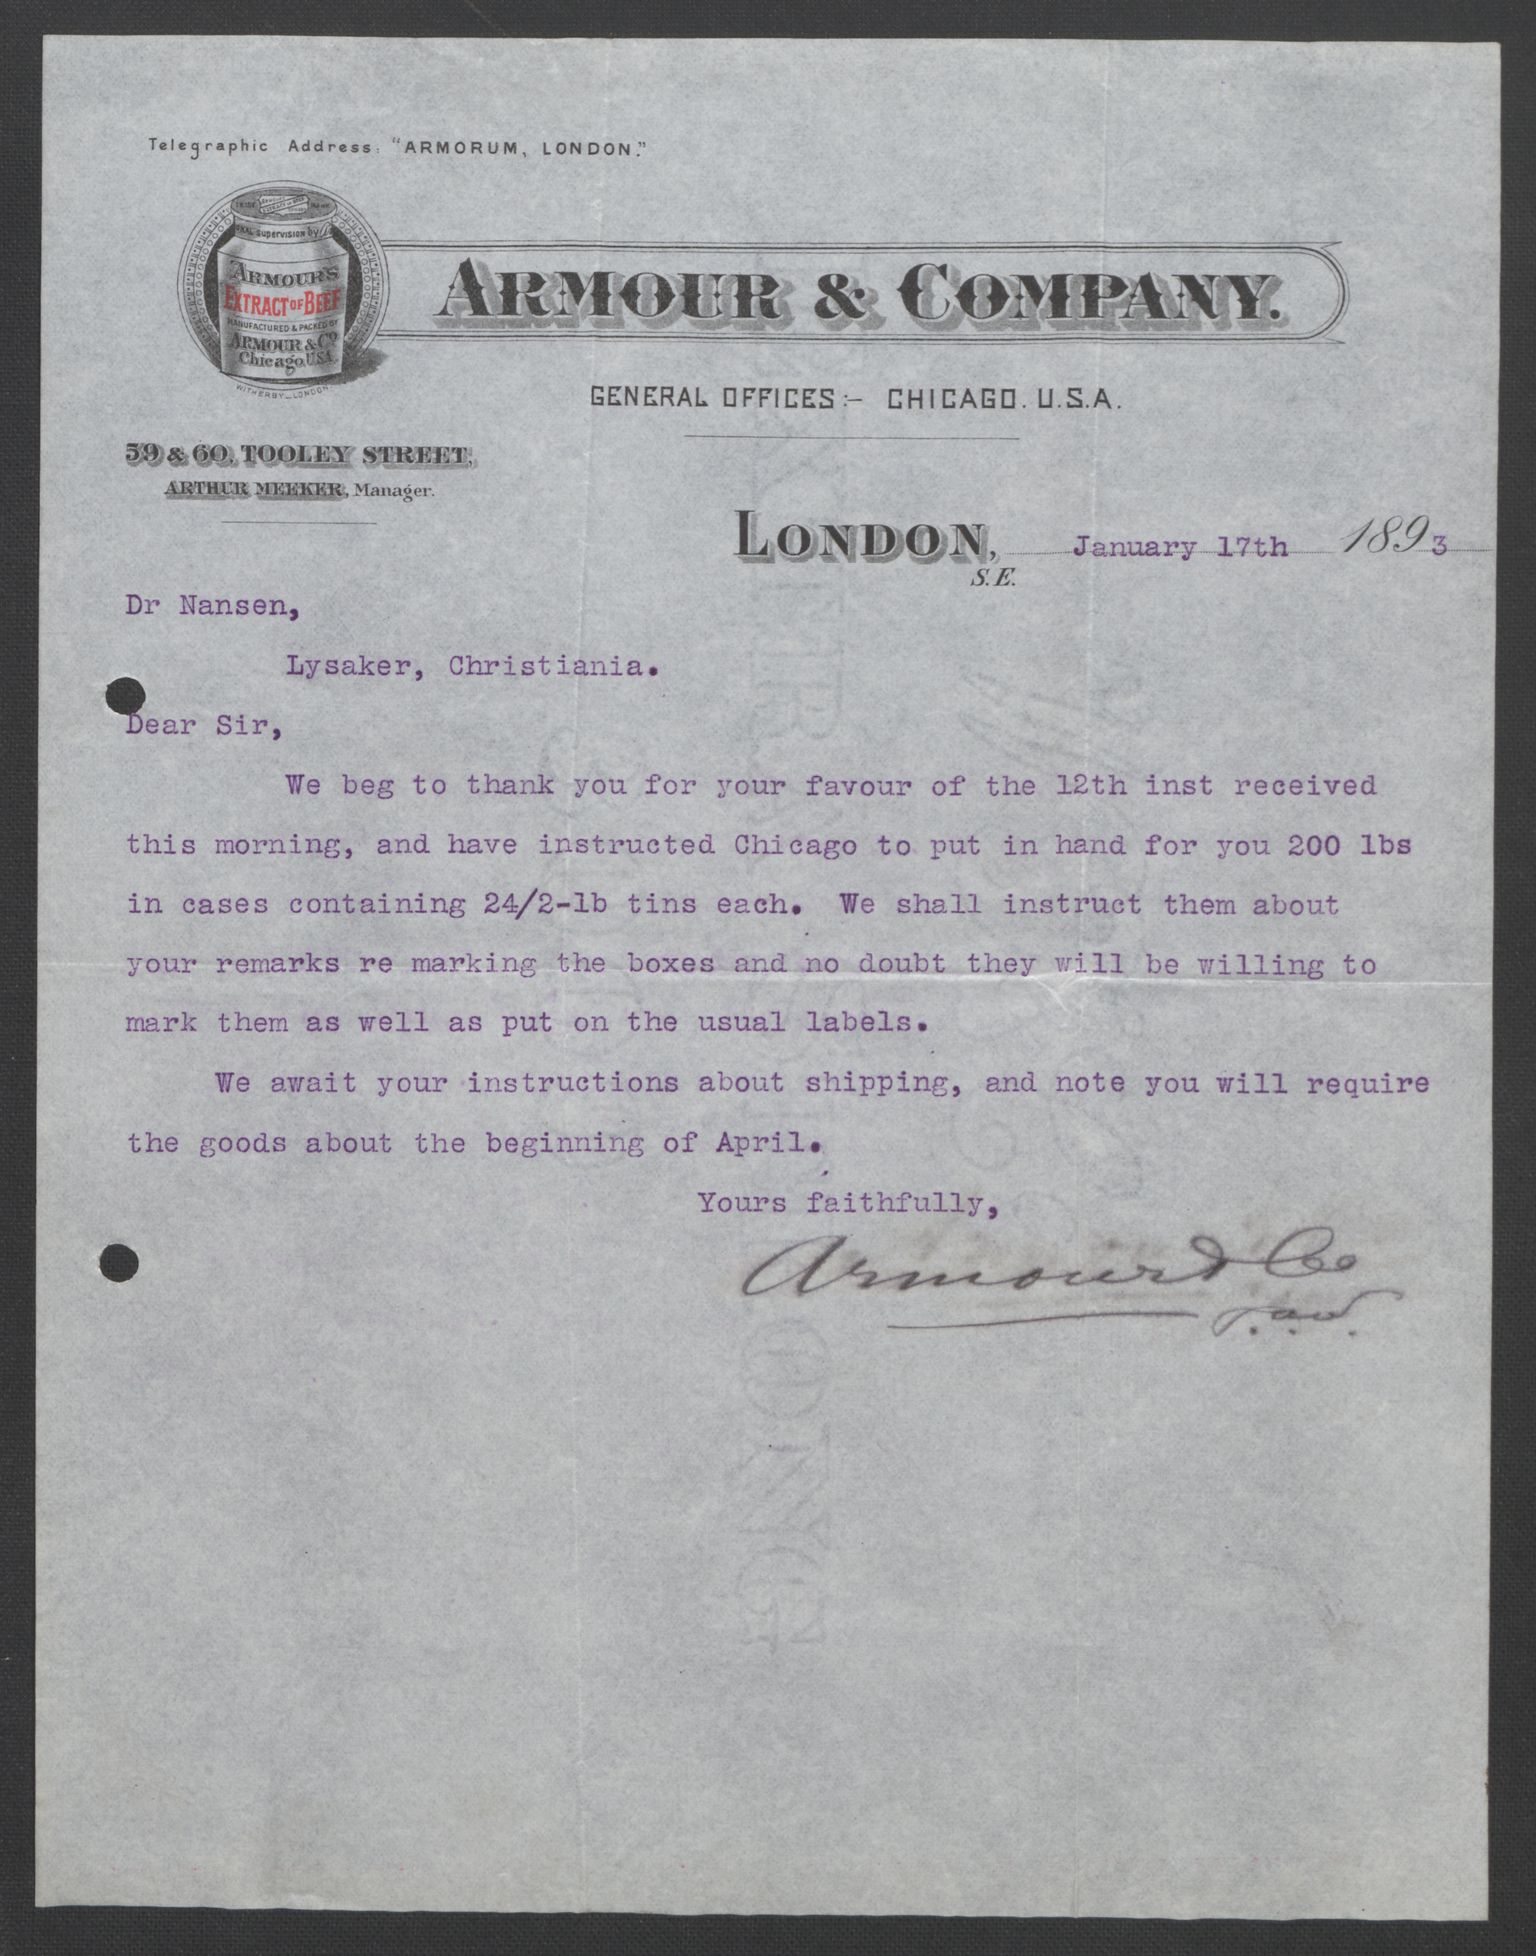 Telegraphic Address: "ARMORUM, LONDON."
ARMOUR'S
EXTRACT OF BEEF
MANUFACTURED & PACKED BY
ARMOUR & Co
Chicago, U.S.A.
WITHERBY—LONDON.
ARMOUR & COMPANY.
GENERAL OFFICES:- CHICAGO. U.S.A.
59 & 60, TOOLEY STREET,
ARTHUR MEEKER, Manager.
LONDON, January 17th 1893
S.E.
Dr Nansen,
Lysaker, Christiania.
Dear Sir,
We beg to thank you for your favour of the 12th inst received
this morning, and have instructed Chicago to put in hand for you 200 lbs
in cases containing 24/2-lb tins each. We shall instruct them about
your remarks re marking the boxes and no doubt they will be willing to
mark them as well as put on the usual labels.
We await your instructions about shipping, and note you will require
the goods about the beginning of April.
Yours faithfully,
Armour & Co